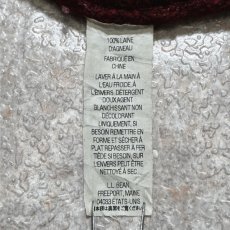 100% LAINE
D'AGNEAU
FABRIQUÉ EN
CHINE
LAVER À LA MAIN À
L'EAU FROIDE, À
L'ENVERS, DÉTERGENT
DOUX, AGENT
BLANCHISSANT NON
DÉCOLORANT
UNIQUEMENT, SI
BESOIN REMETTRE EN
FORME ET SÉCHER À
PLAT, REPASSER À FER
TIÈDE SI BESOIN, SUR
L'ENVERS PEUT ÊTRE
NETTOYÉ À SEC
L.L. BEAN
FREEPORT, MAINE
04033 ÉTATS-UNIS